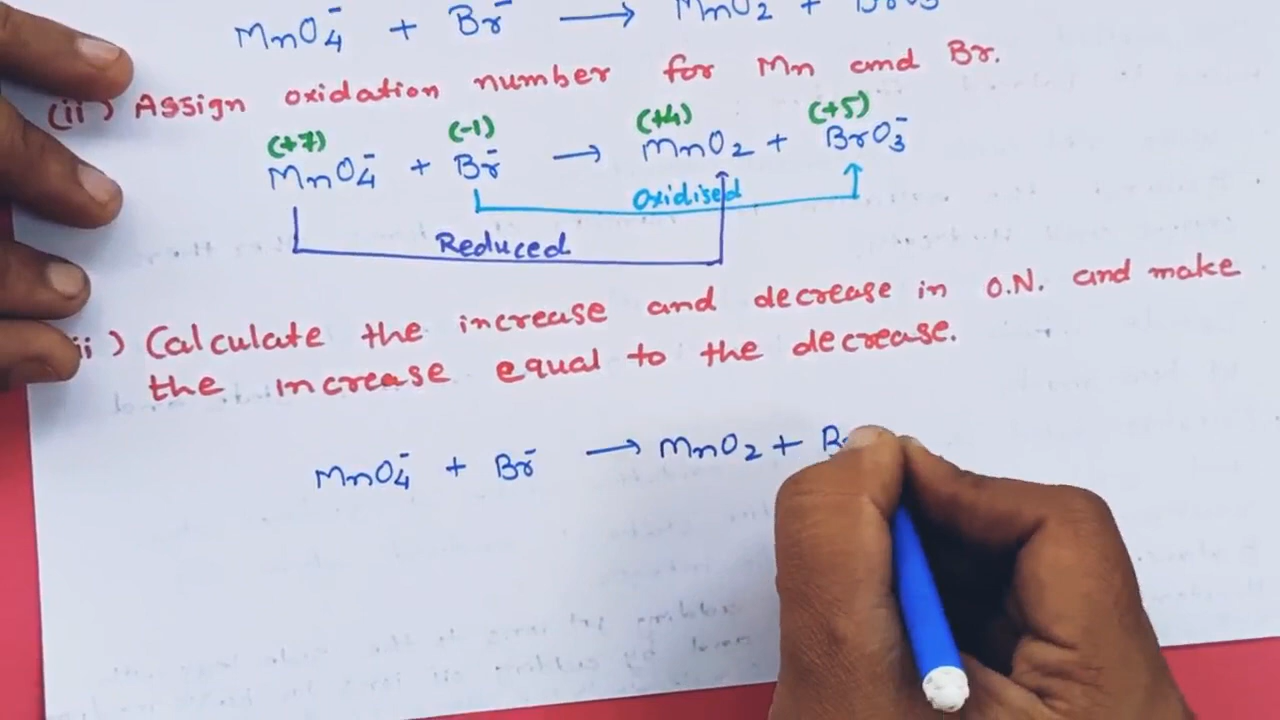 MnO₄⁻ + Br⁻ ⟶ MnO₂ +
(ii) Assign oxidation number for Mn and Br.
(+7) (-1) (+4) (+5)
MnO₄⁻ + Br⁻ ⟶ MnO₂ + BrO₃⁻
Oxidised
Reduced
ii) Calculate the increase and decrease in O.N. and make
the increase equal to the decrease.
MnO₄⁻ + Br⁻ ⟶ MnO₂ + Br